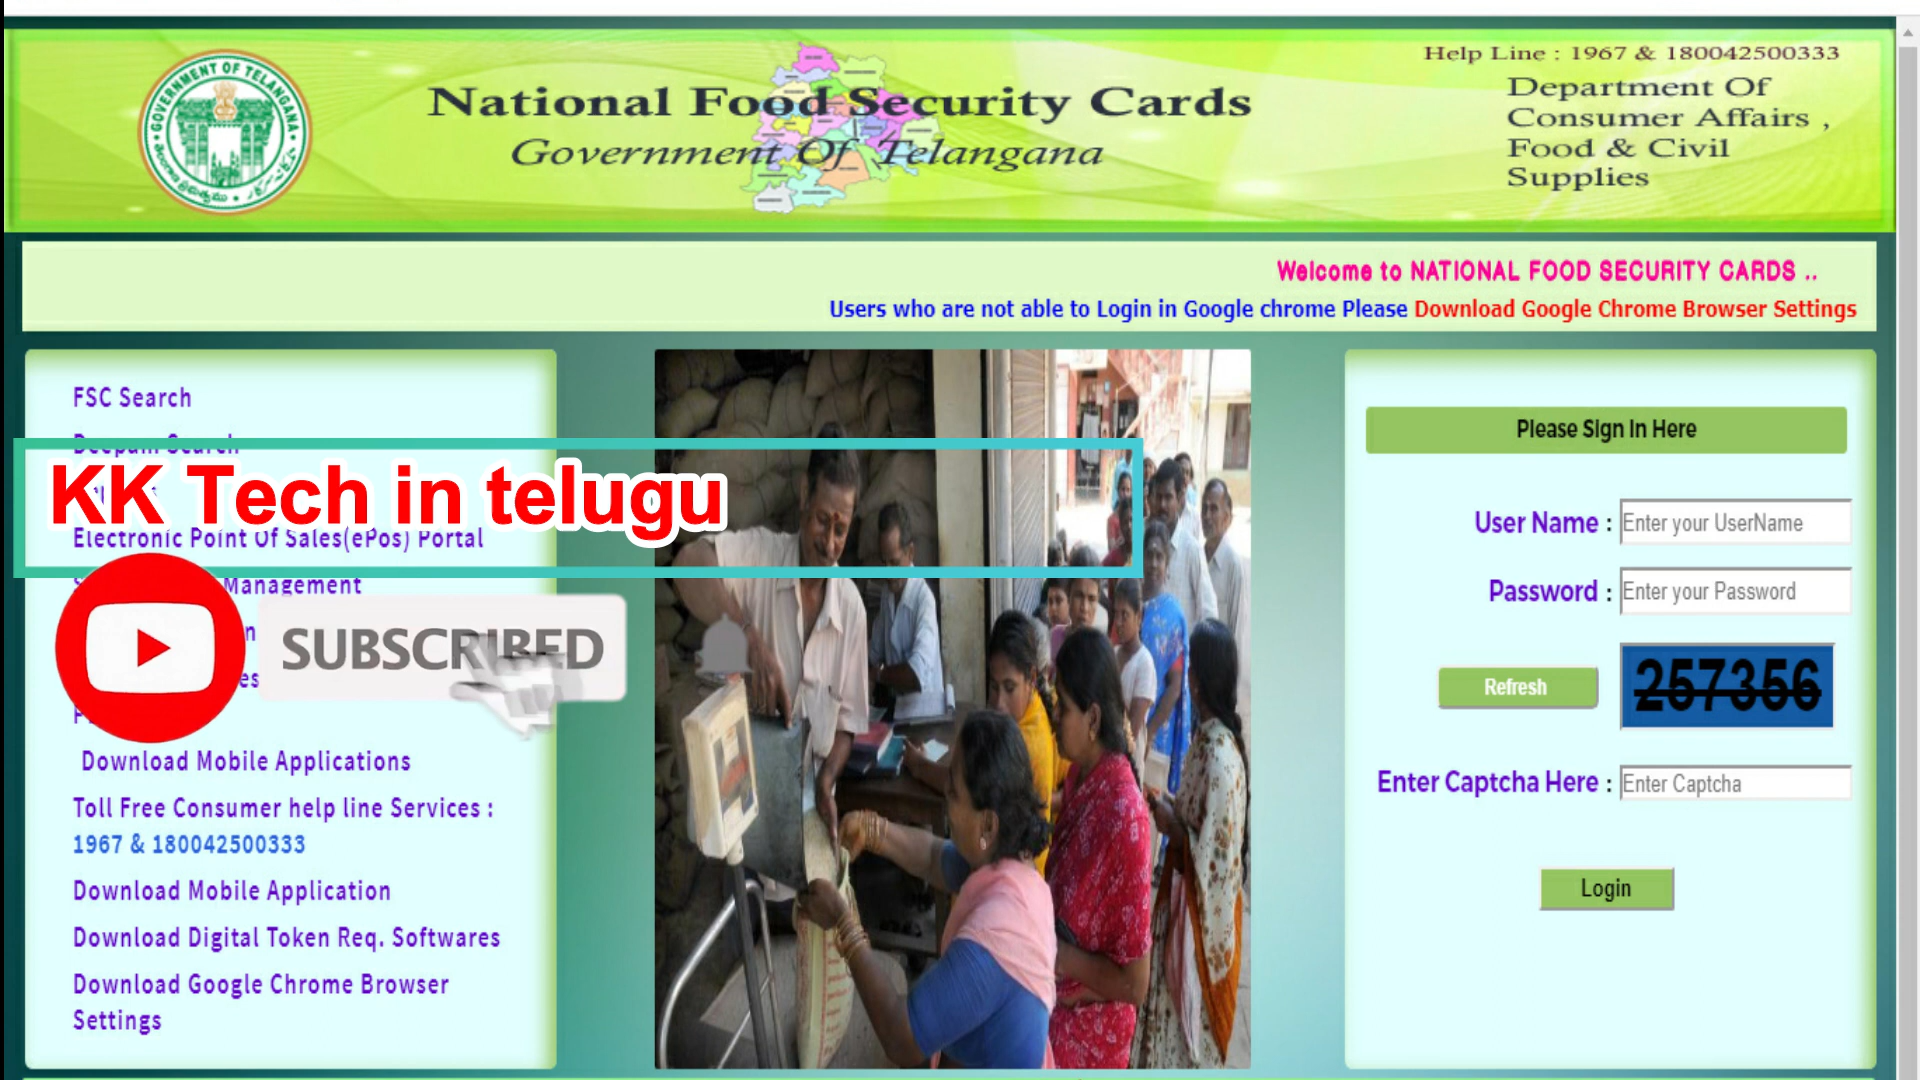 Help Line : 1967 & 180042500333
GOVERNMENT OF TELANGANA
National Food Security Cards
Government Of Telangana
Department Of
Consumer Affairs ,
Food & Civil
Supplies
Welcome to NATIONAL FOOD SECURITY CARDS ..
Users who are not able to Login in Google chrome Please Download Google Chrome Browser Settings
FSC Search
Deepam Search
KK Tech in telugu
Electronic Point Of Sales(ePos) Portal
Management
SUBSCRIBED
Download Mobile Applications
Toll Free Consumer help line Services :
1967 & 180042500333
Download Mobile Application
Download Digital Token Req. Softwares
Download Google Chrome Browser
Settings
Please Sign In Here
User Name : Enter your UserName
Password : Enter your Password
Refresh 257356
Enter Captcha Here : Enter Captcha
Login